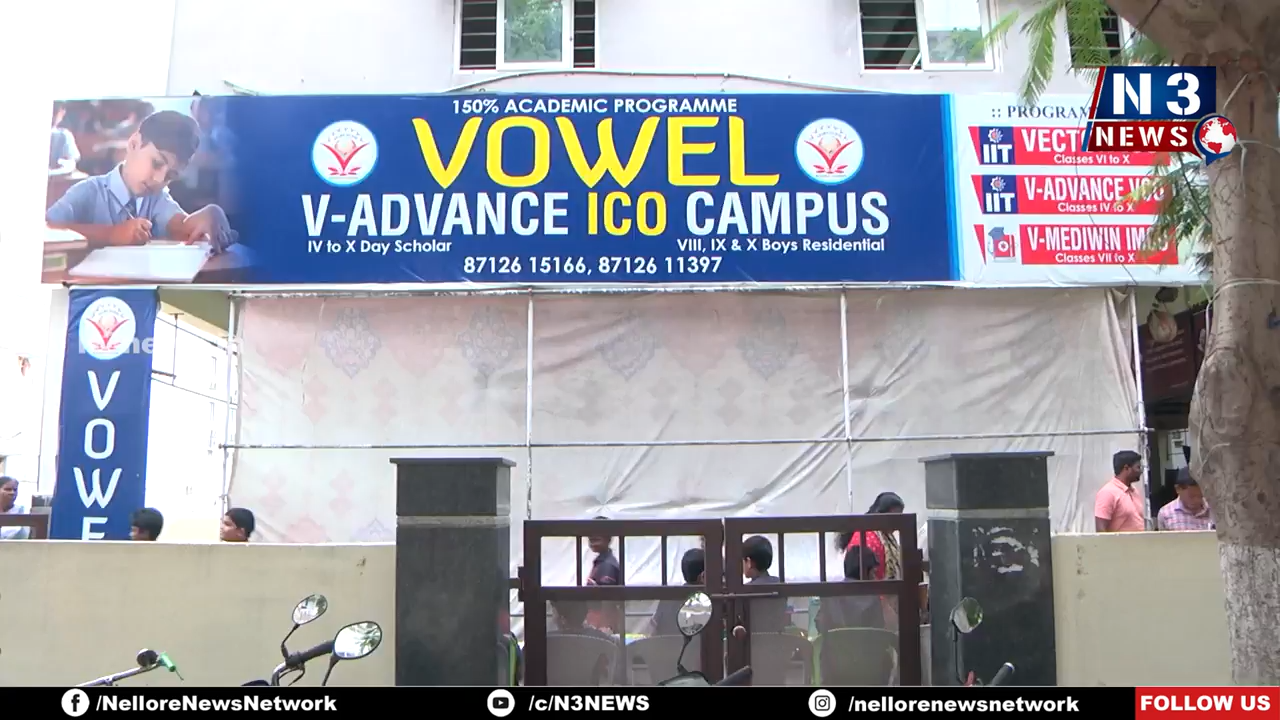 150% ACADEMIC PROGRAMME
VOWEL
V-ADVANCE ICO CAMPUS
IV to X Day Scholar
VIII, IX & X Boys Residential
87126 15166, 87126 11397
:: PROGRAM
IIT
Classes VI to X
IIT
V-ADVANCE
Classes IV to X
V-MEDIWIN
Classes VII to X
N3
NEWS
VOWE
/NelloreNewsNetwork
/c/N3NEWS
/nellorenewsnetwork
FOLLOW US